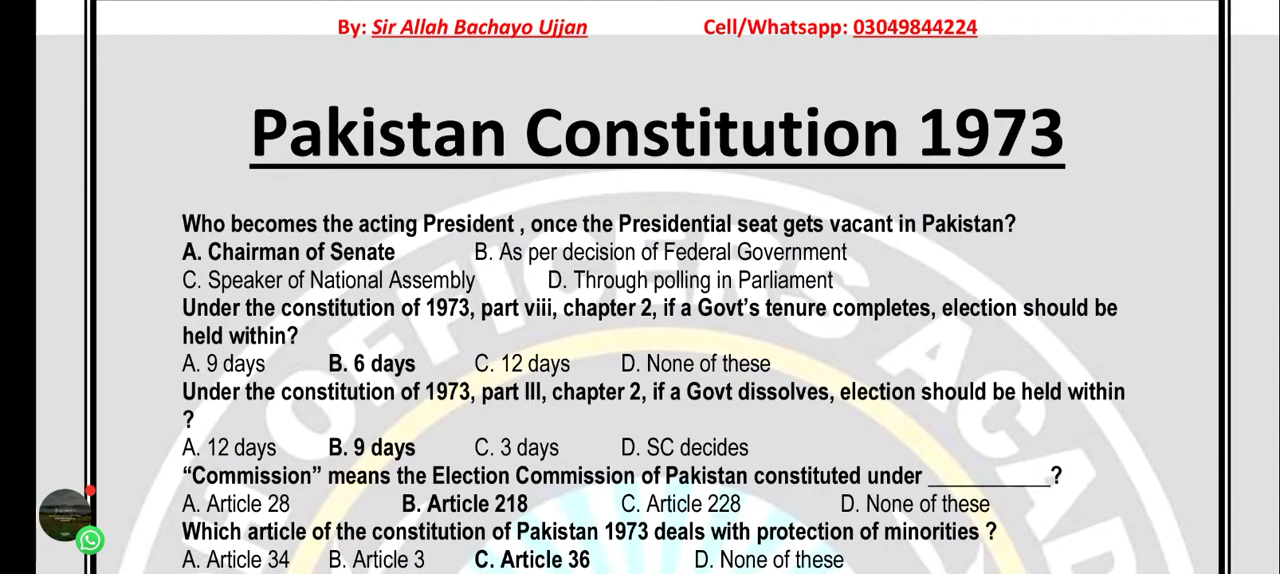 By: Sir Allah Bachayo Ujjan Cell/Whatsapp: 03049844224
Pakistan Constitution 1973
Who becomes the acting President , once the Presidential seat gets vacant in Pakistan?
A. Chairman of Senate B. As per decision of Federal Government
C. Speaker of National Assembly D. Through polling in Parliament
Under the constitution of 1973, part viii, chapter 2, if a Govt's tenure completes, election should be
held within?
A. 9 days B. 6 days C. 12 days D. None of these
Under the constitution of 1973, part III, chapter 2, if a Govt dissolves, election should be held within
?
A. 12 days B. 9 days C. 3 days D. SC decides
“Commission” means the Election Commission of Pakistan constituted under __________?
A. Article 28 B. Article 218 C. Article 228 D. None of these
Which article of the constitution of Pakistan 1973 deals with protection of minorities ?
A. Article 34 B. Article 3 C. Article 36 D. None of these